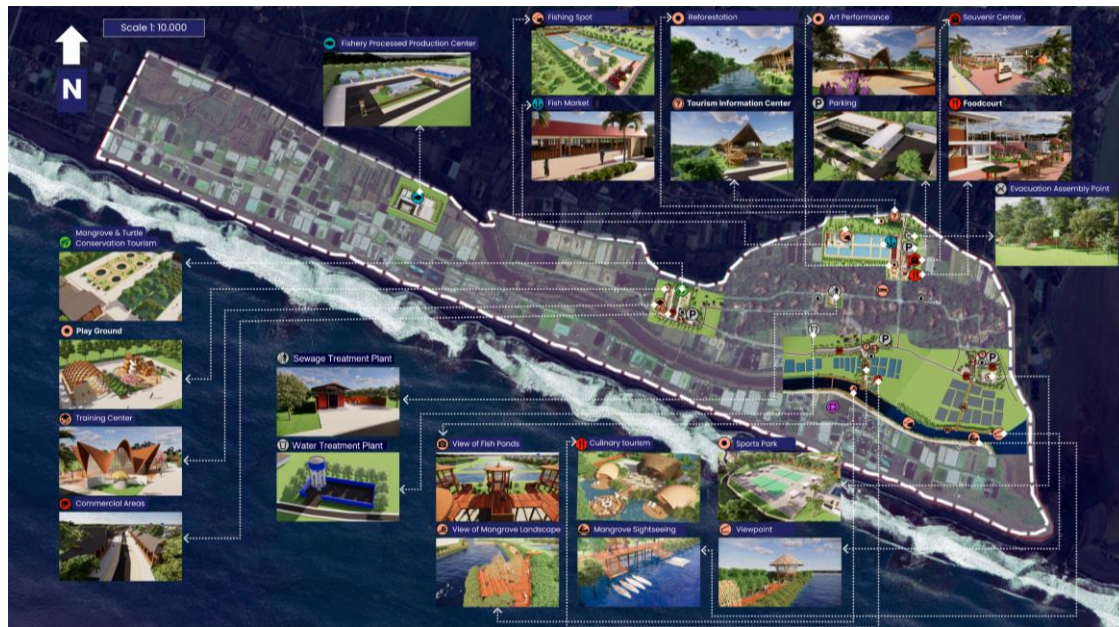 Scale 1: 10.000
N
Fishery Processed Production Center
Fishing Spot
Reforestation
Art Performance
Souvenir Center
Fish Market
Tourism Information Center
Parking
Foodcourt
Evacuation Assembly Point
Mangrove & Turtle
Conservation Tourism
Play Ground
Training Center
Commercial Areas
Sewage Treatment Plant
Water Treatment Plant
View of Fish Ponds
Culinary tourism
Sports Park
View of Mangrove Landscape
Mangrove Sightseeing
Viewpoint
P
P
P
P
P